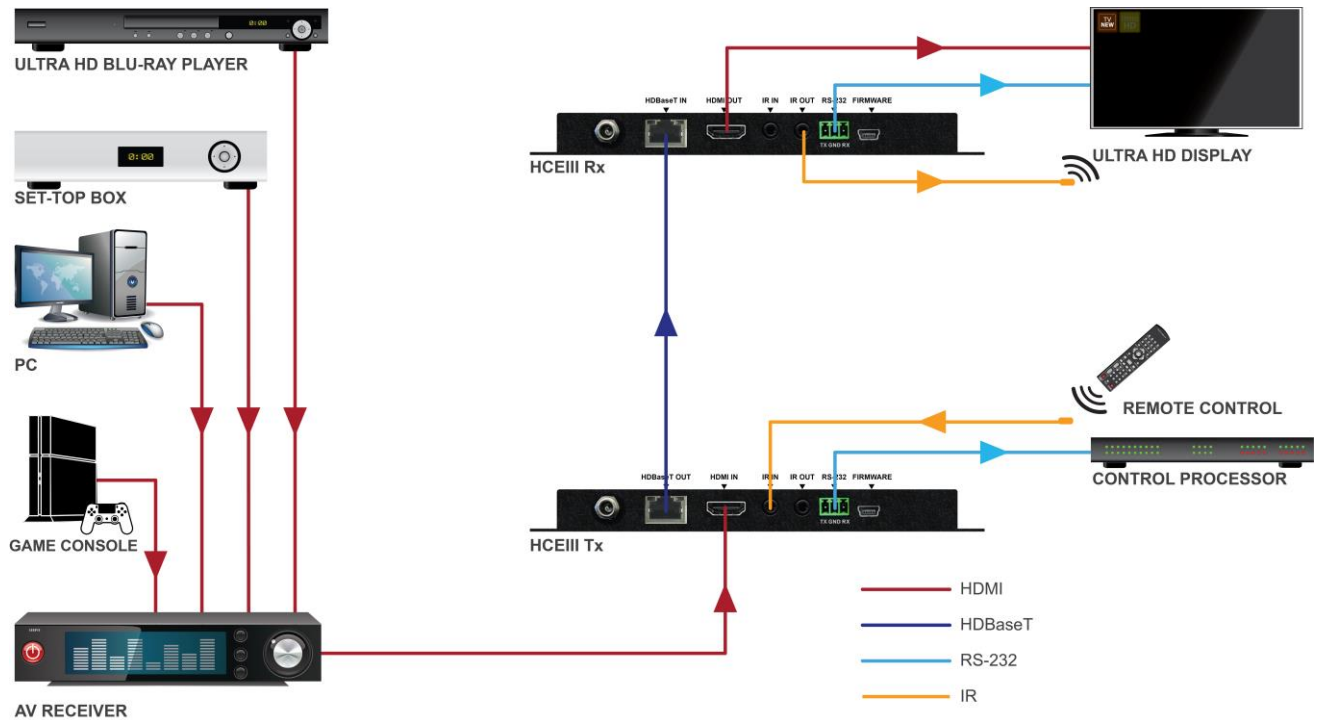 0:00
ULTRA HD BLU-RAY PLAYER
0:00
SET-TOP BOX
PC
GAME CONSOLE
AV RECEIVER
HDBaseT IN HDMI OUT IR IN IR OUT RS-232 FIRMWARE
TX GND RX
HCEIII Rx
TV
NEW
HD
ULTRA HD DISPLAY
REMOTE CONTROL
CONTROL PROCESSOR
HDBaseT OUT HDMI IN IR IN IR OUT RS-232 FIRMWARE
TX GND RX
HCEIII Tx
HDMI
HDBaseT
RS-232
IR